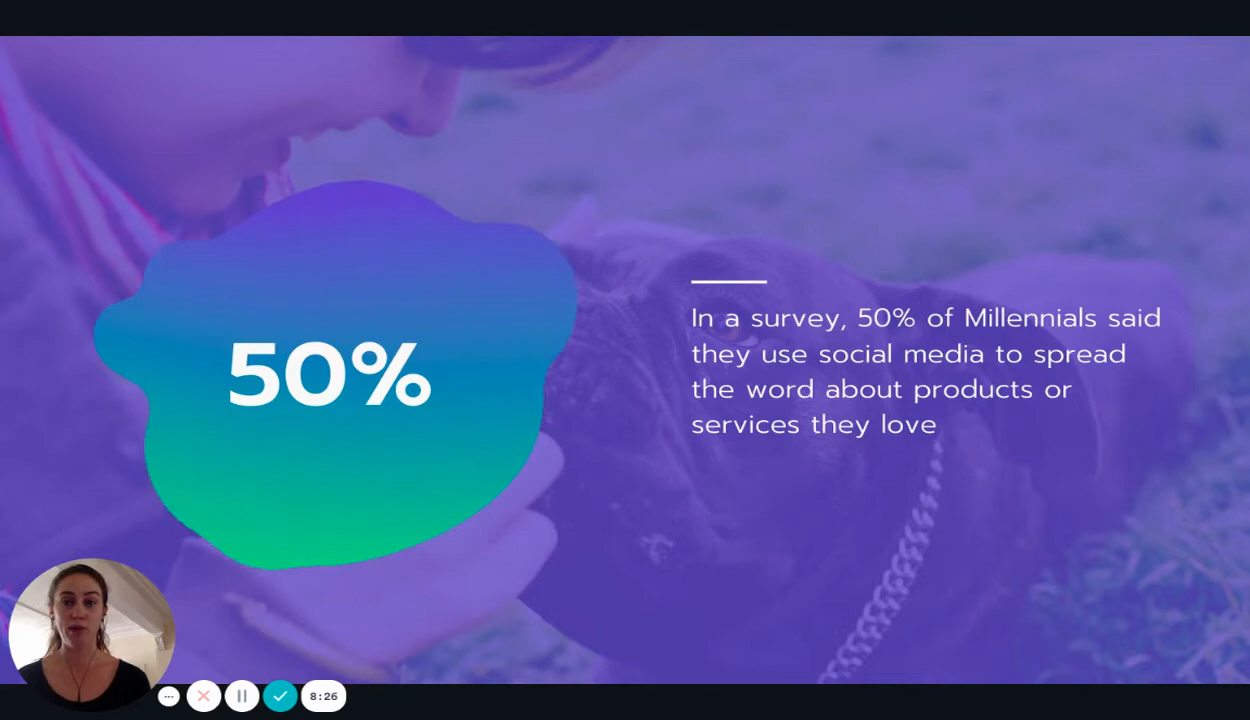 50%
In a survey, 50% of Millennials said
they use social media to spread
the word about products or
services they love
8:26